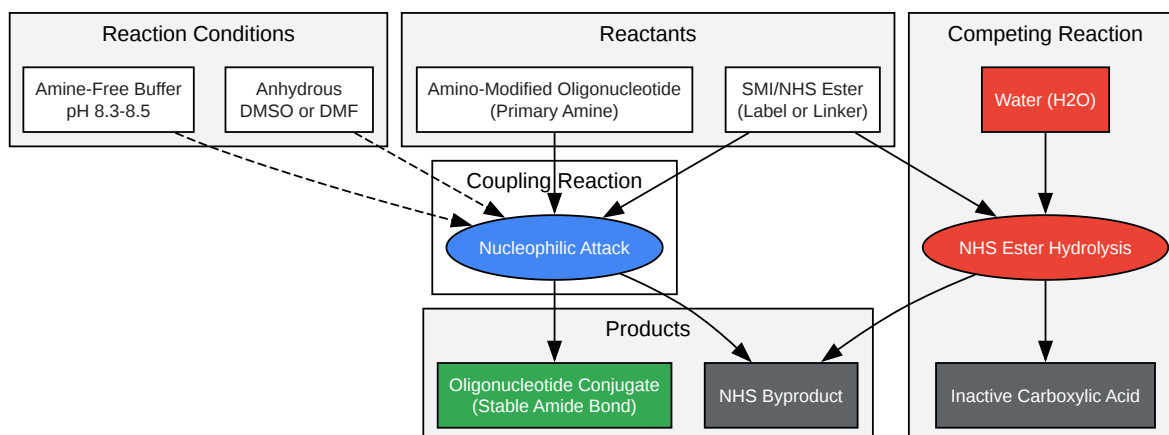 Reaction Conditions
Amine-Free Buffer
pH 8.3-8.5
Anhydrous
DMSO or DMF
Reactants
Amino-Modified Oligonucleotide
(Primary Amine)
SMI/NHS Ester
(Label or Linker)
Competing Reaction
Water (H2O)
Coupling Reaction
Nucleophilic Attack
NHS Ester Hydrolysis
Products
Oligonucleotide Conjugate
(Stable Amide Bond)
NHS Byproduct
Inactive Carboxylic Acid